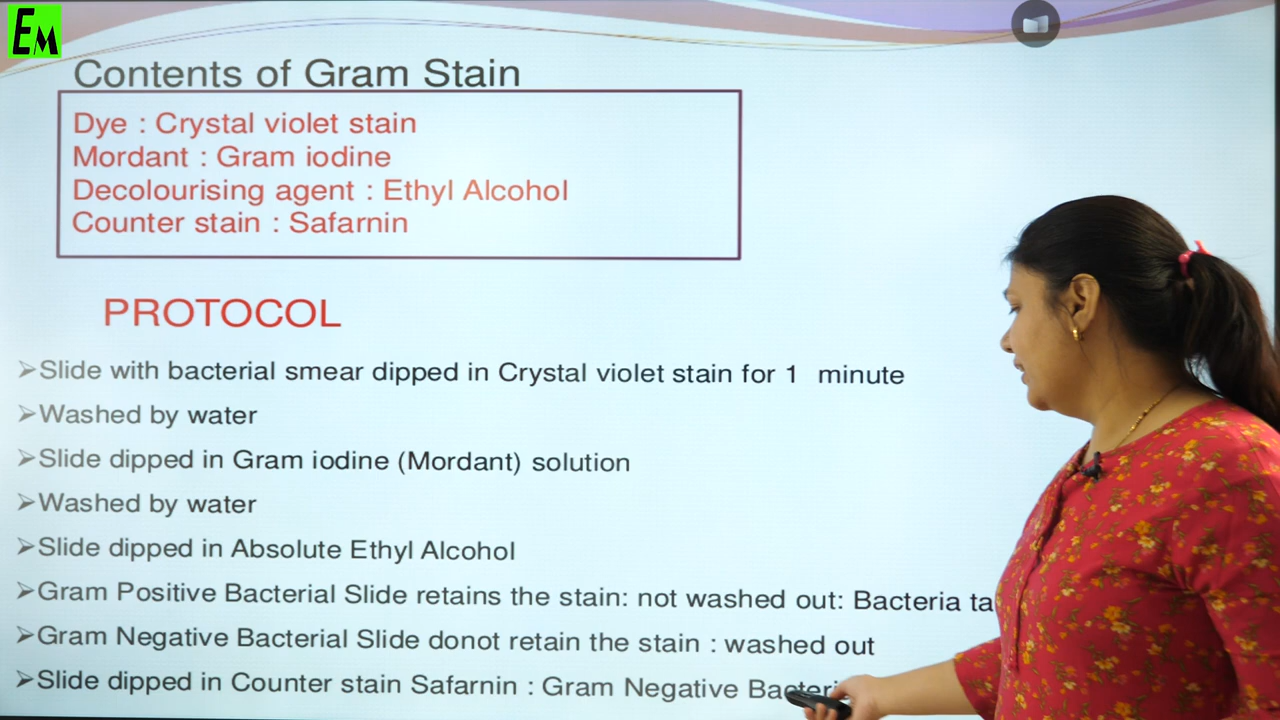 EM
Contents of Gram Stain
Dye : Crystal violet stain
Mordant : Gram iodine
Decolourising agent : Ethyl Alcohol
Counter stain : Safarnin
PROTOCOL
➢Slide with bacterial smear dipped in Crystal violet stain for 1 minute
➢Washed by water
➢Slide dipped in Gram iodine (Mordant) solution
➢Washed by water
➢Slide dipped in Absolute Ethyl Alcohol
➢Gram Positive Bacterial Slide retains the stain: not washed out: Bacteria
➢Gram Negative Bacterial Slide donot retain the stain : washed out
➢Slide dipped in Counter stain Safarnin : Gram Negative